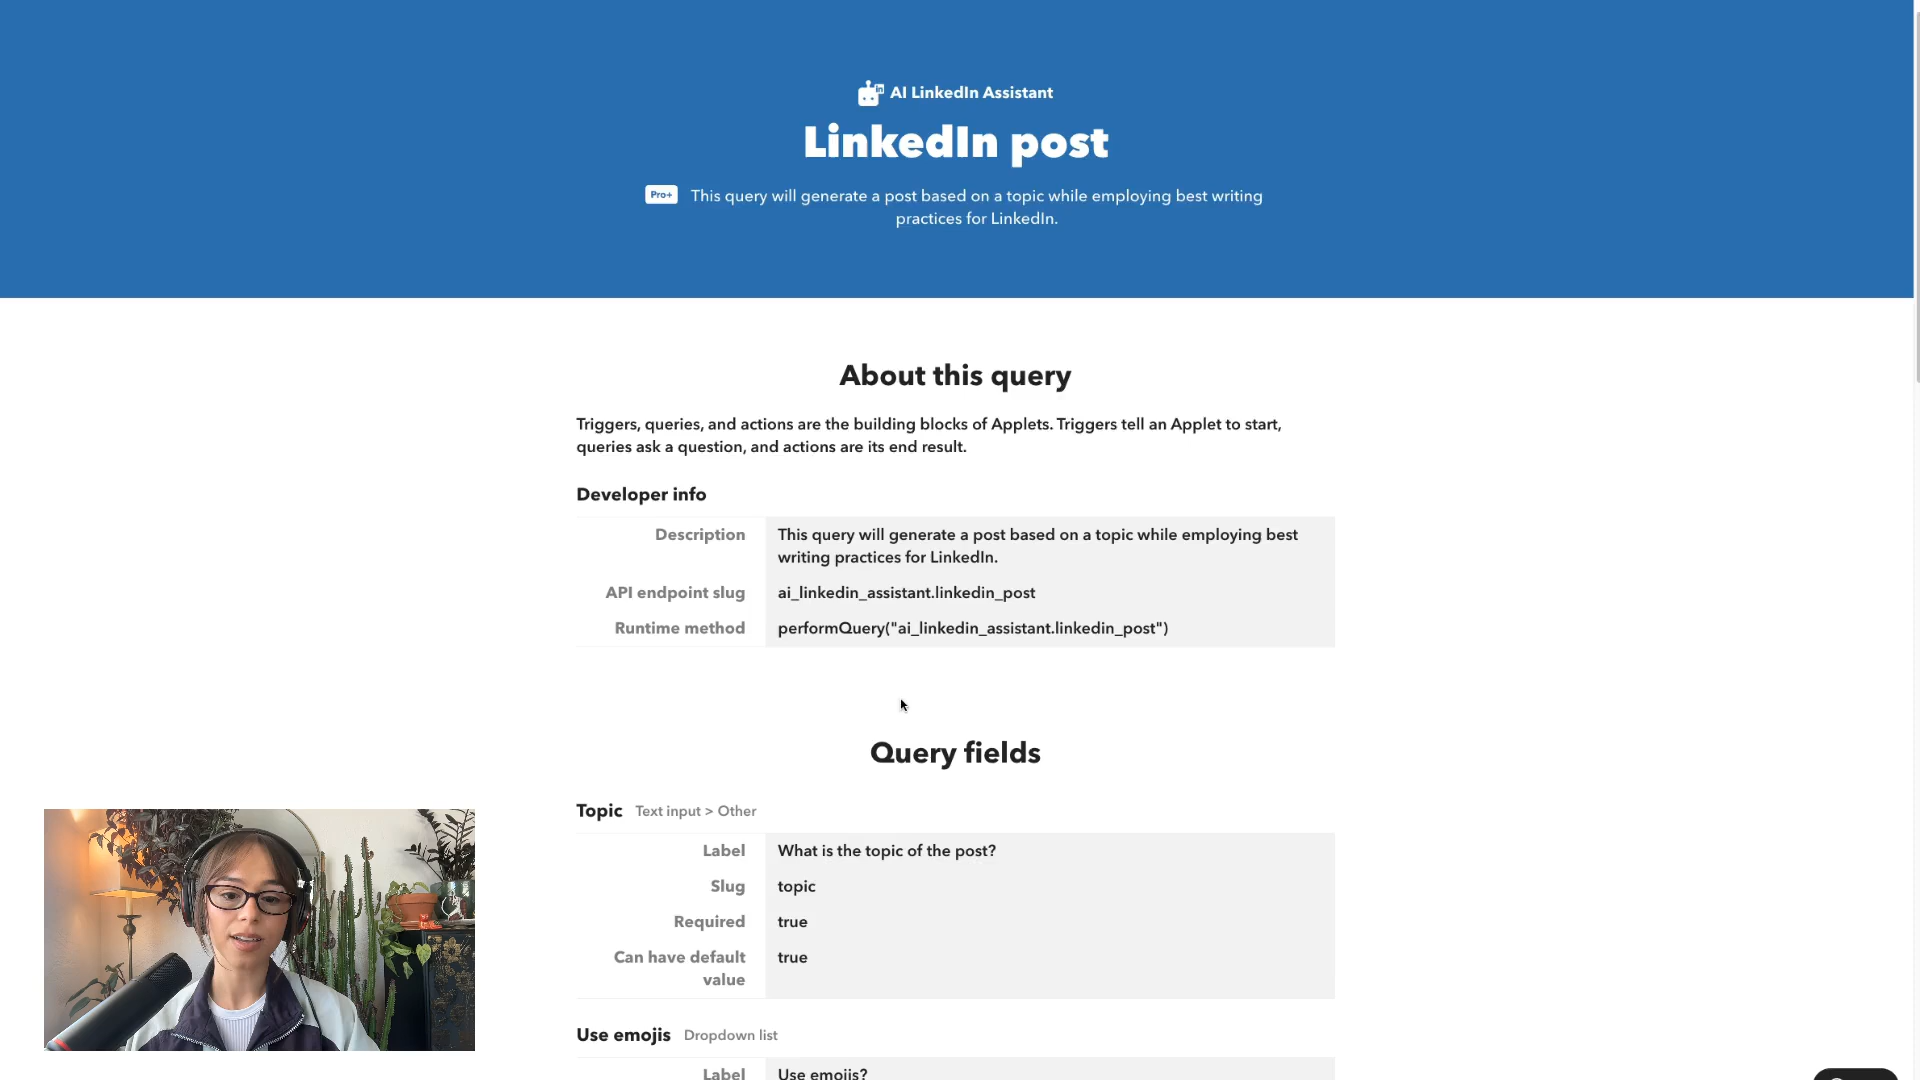 AI LinkedIn Assistant
LinkedIn post
Pro+ This query will generate a post based on a topic while employing best writing
practices for LinkedIn.
About this query
Triggers, queries, and actions are the building blocks of Applets. Triggers tell an Applet to start,
queries ask a question, and actions are its end result.
Developer info
Description This query will generate a post based on a topic while employing best
writing practices for LinkedIn.
API endpoint slug ai_linkedin_assistant.linkedin_post
Runtime method performQuery("ai_linkedin_assistant.linkedin_post")
Query fields
Topic Text input > Other
Label What is the topic of the post?
Slug topic
Required true
Can have default true
value
Use emojis Dropdown list
Label Use emojis?